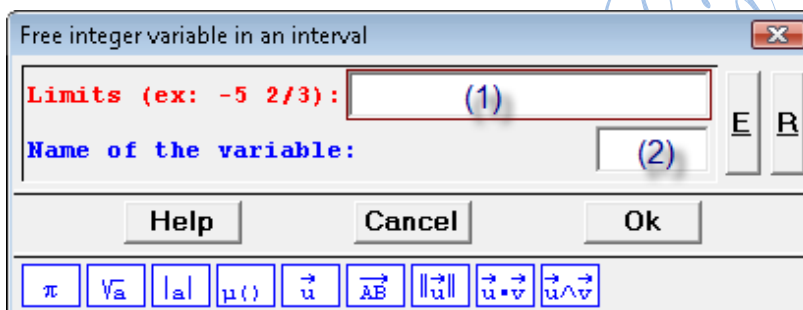 Free integer variable in an interval
Limits (ex: -5 2/3): (1)
E R
Name of the variable: (2)
Help Cancel Ok
π √a |a| μ() u⃗ A⃗B⃗ ‖u⃗‖ u⃗•v⃗ u⃗∧v⃗